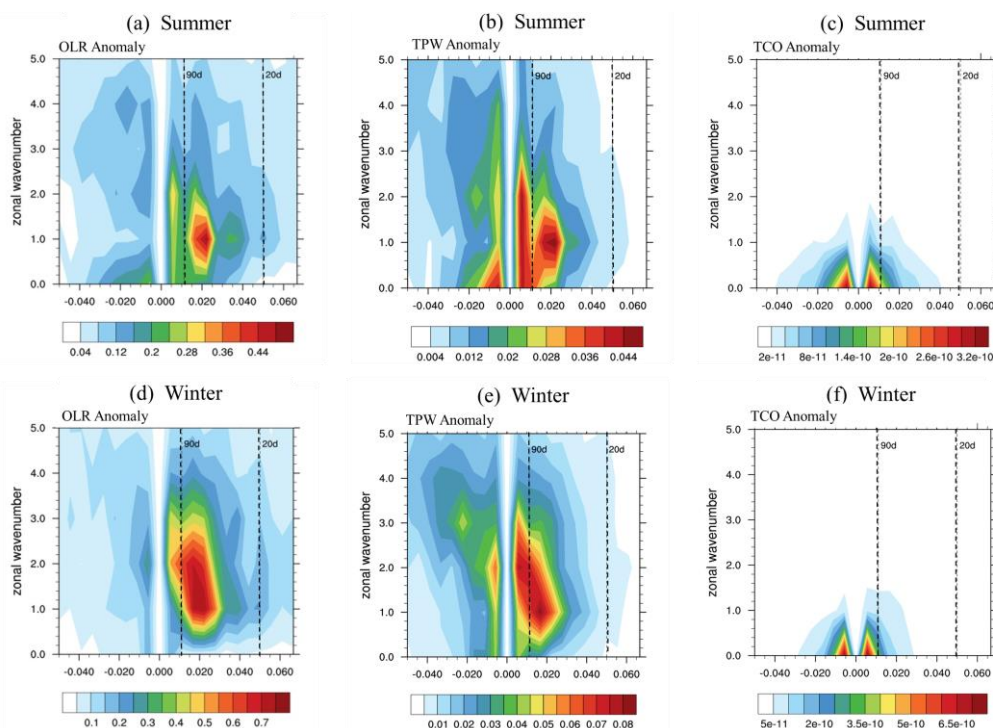 (a) Summer
OLR Anomaly
zonal wavenumber
5.0
4.0
3.0
2.0
1.0
0.0
90d
20d
-0.040 -0.020 0.000 0.020 0.040 0.060
0.04 0.12 0.2 0.28 0.36 0.44
(b) Summer
TPW Anomaly
zonal wavenumber
5.0
4.0
3.0
2.0
1.0
0.0
90d
20d
-0.040 -0.020 0.000 0.020 0.040 0.060
0.004 0.012 0.02 0.028 0.036 0.044
(c) Summer
TCO Anomaly
zonal wavenumber
5.0
4.0
3.0
2.0
1.0
0.0
90d
20d
-0.040 -0.020 0.000 0.020 0.040 0.060
2e-11 8e-11 1.4e-10 2e-10 2.6e-10 3.2e-10
(d) Winter
OLR Anomaly
zonal wavenumber
5.0
4.0
3.0
2.0
1.0
0.0
90d
20d
-0.040 -0.020 0.000 0.020 0.040 0.060
0.1 0.2 0.3 0.4 0.5 0.6 0.7
(e) Winter
TPW Anomaly
zonal wavenumber
5.0
4.0
3.0
2.0
1.0
0.0
90d
20d
-0.040 -0.020 0.000 0.020 0.040 0.060
0.01 0.02 0.03 0.04 0.05 0.06 0.07 0.08
(f) Winter
TCO Anomaly
zonal wavenumber
5.0
4.0
3.0
2.0
1.0
0.0
90d
20d
-0.040 -0.020 0.000 0.020 0.040 0.060
5e-11 2e-10 3.5e-10 5e-10 6.5e-10